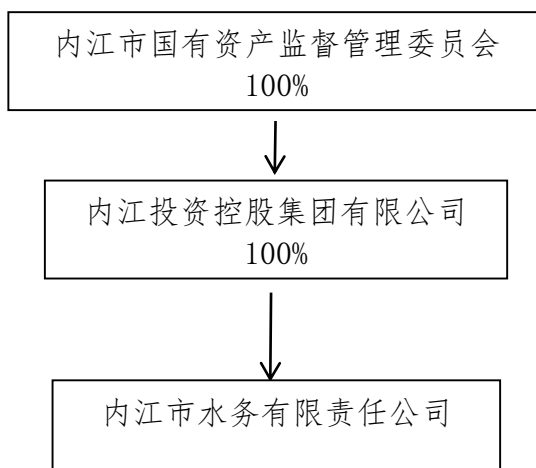 内江市国有资产监督管理委员会
100%
内江投资控股集团有限公司
100%
内江市水务有限责任公司